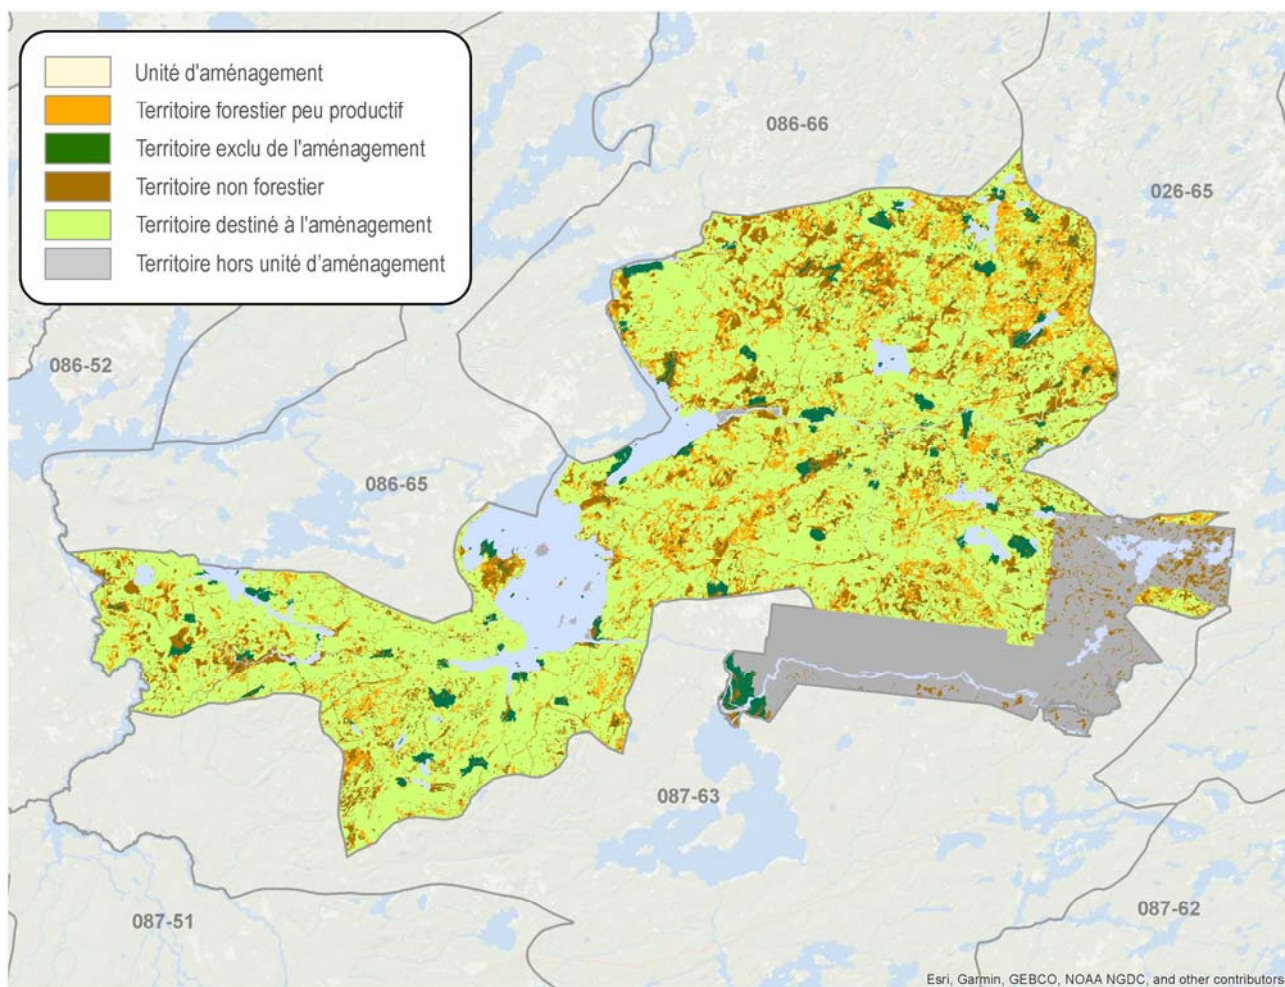 Unité d'aménagement
Territoire forestier peu productif
Territoire exclu de l'aménagement
Territoire non forestier
Territoire destiné à l'aménagement
Territoire hors unité d’aménagement
086-66
026-65
086-52
086-65
087-63
087-51
087-62
Esri, Garmin, GEBCO, NOAA NGDC, and other contributors